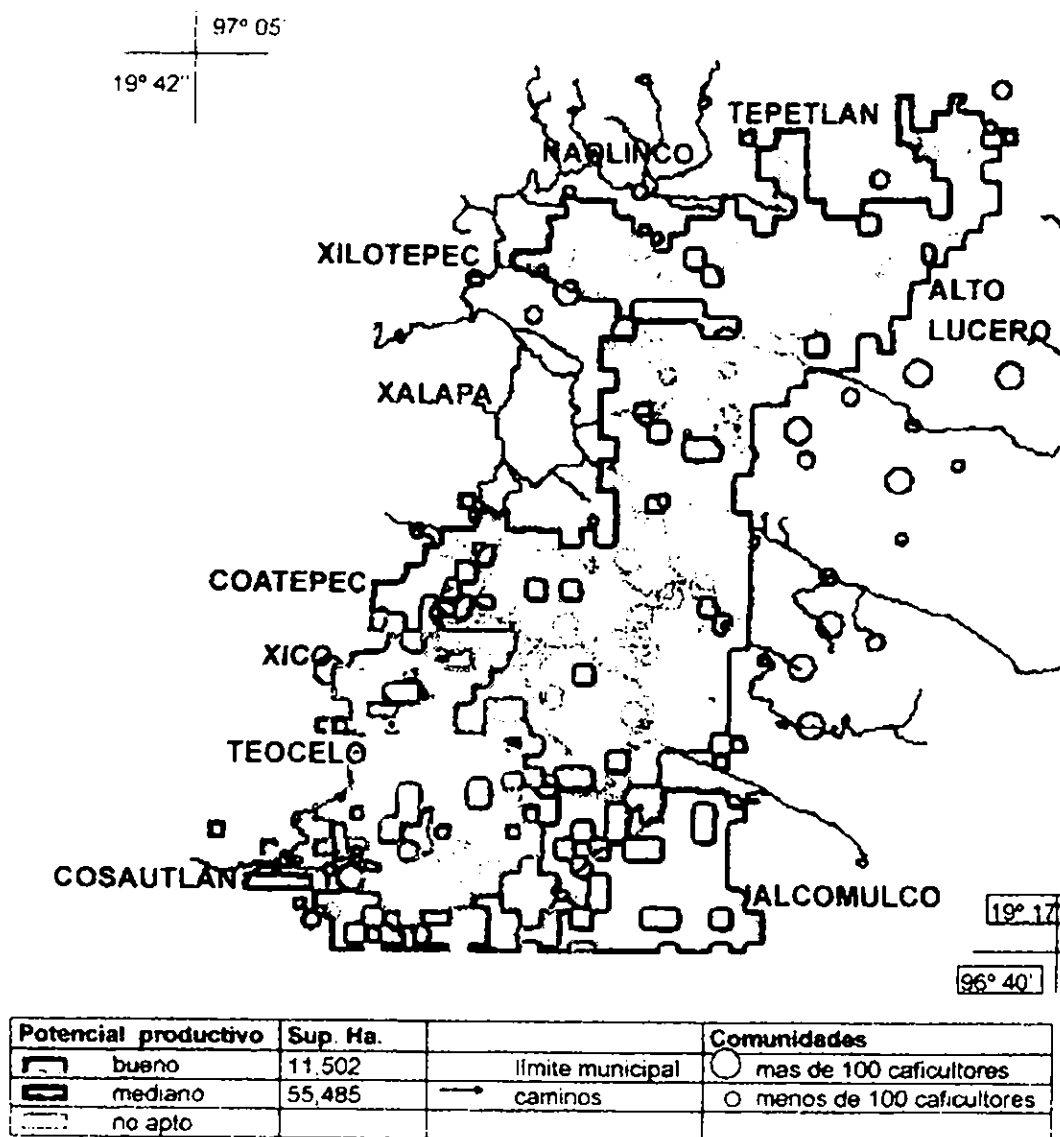 97° 05'
19° 42"
TEPETLAN
NAOLINCO
XILOTEPEC
ALTO
LUCERO
XALAPA
COATEPEC
XICO
TEOCELO
COSAUTLAN
JALCOMULCO
19° 17
96° 40'
Potencial productivo Sup. Ha. Comunidades
bueno 11,502 límite municipal mas de 100 caficultores
mediano 55,485 caminos menos de 100 caficultores
no apto